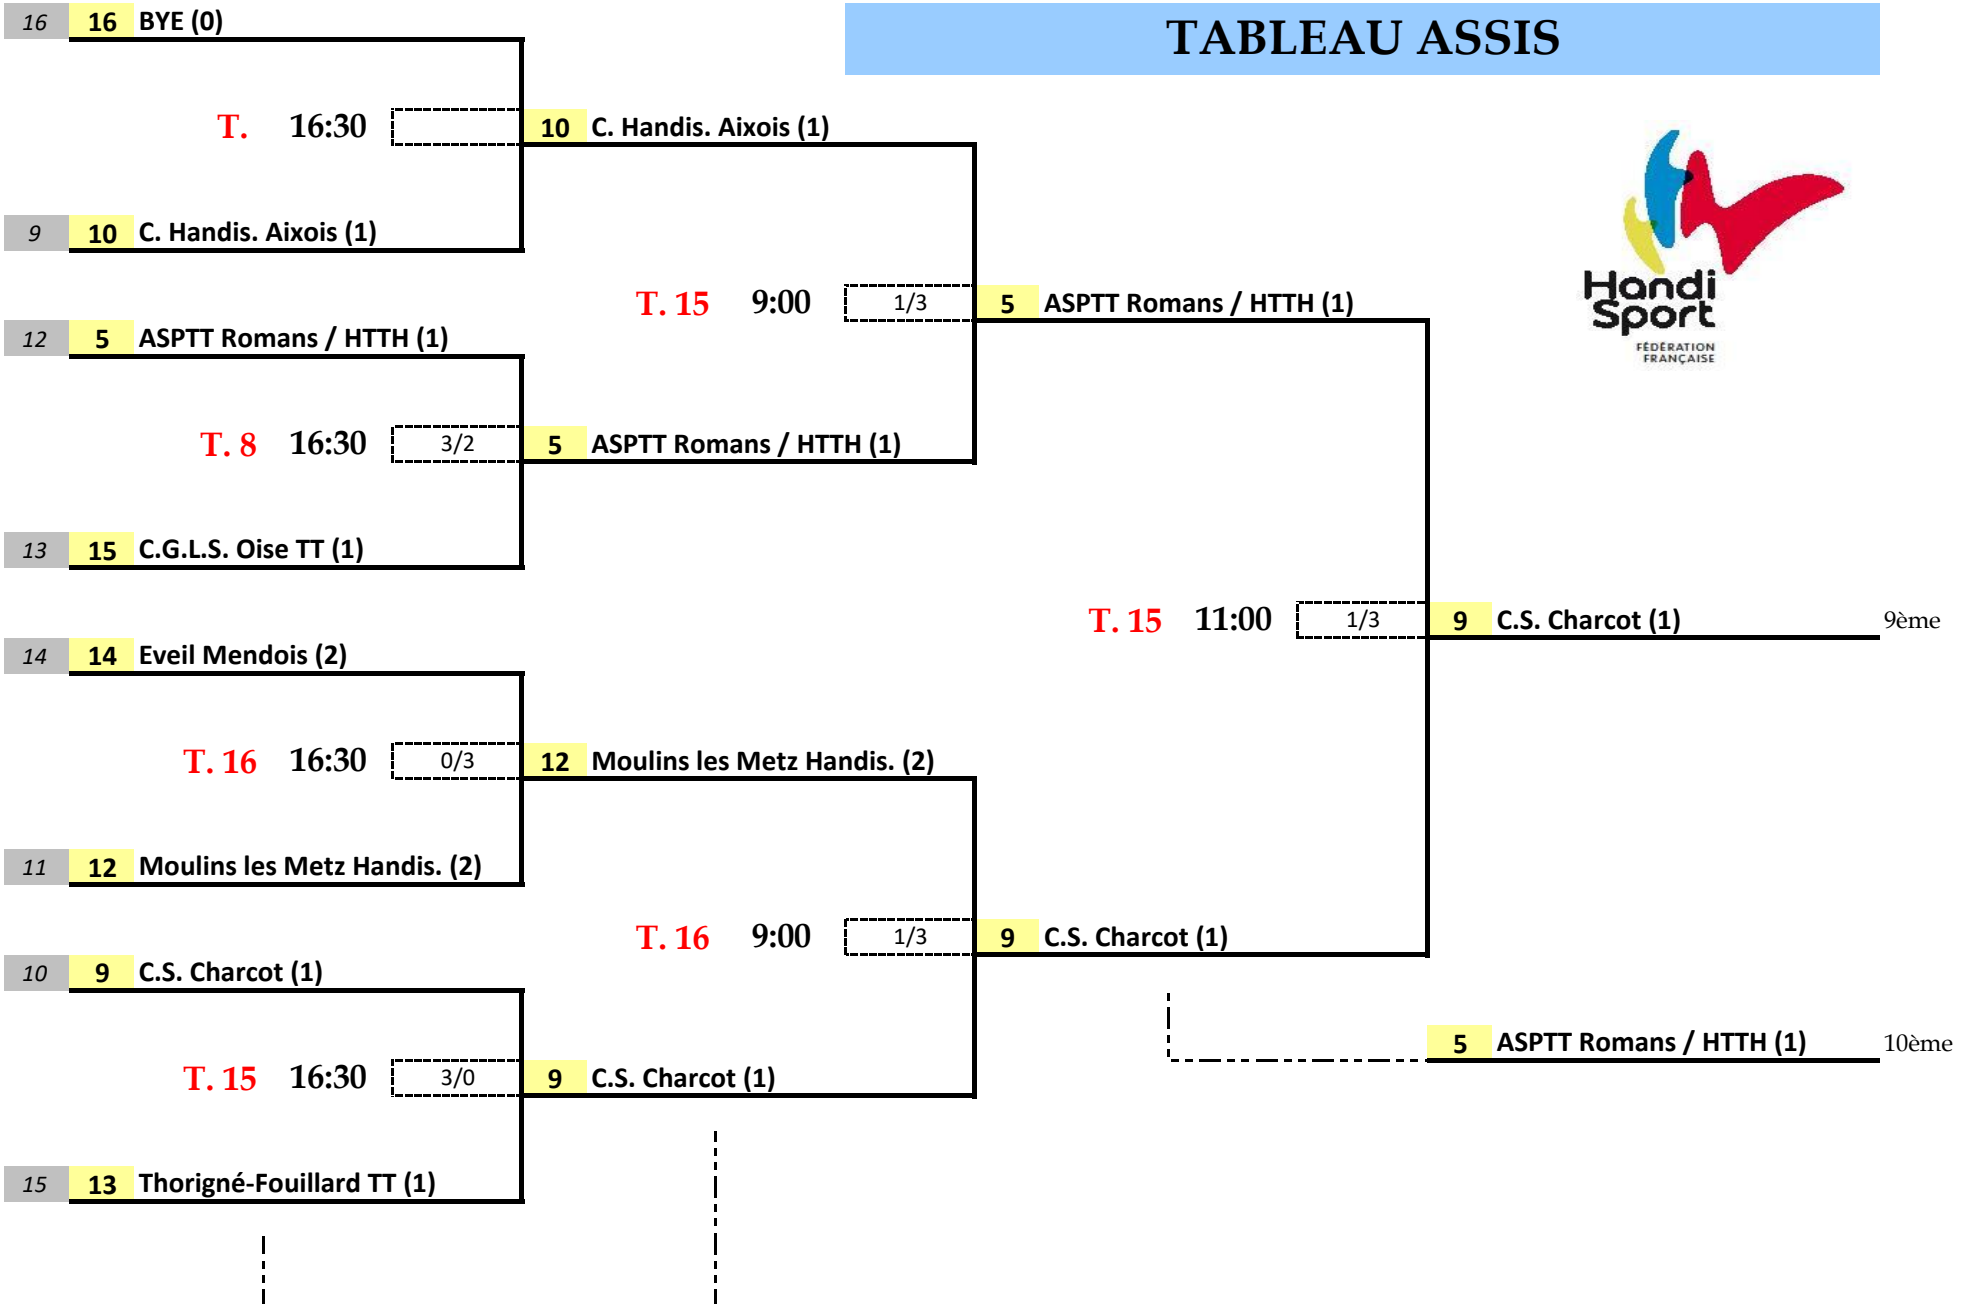 16 16 BYE (0)
TABLEAU ASSIS
T. 16:30
10 C. Handis. Aixois (1)
9 10 C. Handis. Aixois (1)
Handi
Sport
FÉDÉRATION
FRANÇAISE
T. 15 9:00 1/3
5 ASPTT Romans / HTTH (1)
12 5 ASPTT Romans / HTTH (1)
T. 8 16:30 3/2
5 ASPTT Romans / HTTH (1)
13 15 C.G.L.S. Oise TT (1)
T. 15 11:00 1/3
9 C.S. Charcot (1) 9ème
14 14 Eveil Mendois (2)
T. 16 16:30 0/3
12 Moulins les Metz Handis. (2)
11 12 Moulins les Metz Handis. (2)
T. 16 9:00 1/3
9 C.S. Charcot (1)
10 9 C.S. Charcot (1)
5 ASPTT Romans / HTTH (1) 10ème
T. 15 16:30 3/0
9 C.S. Charcot (1)
15 13 Thorigné-Fouillard TT (1)